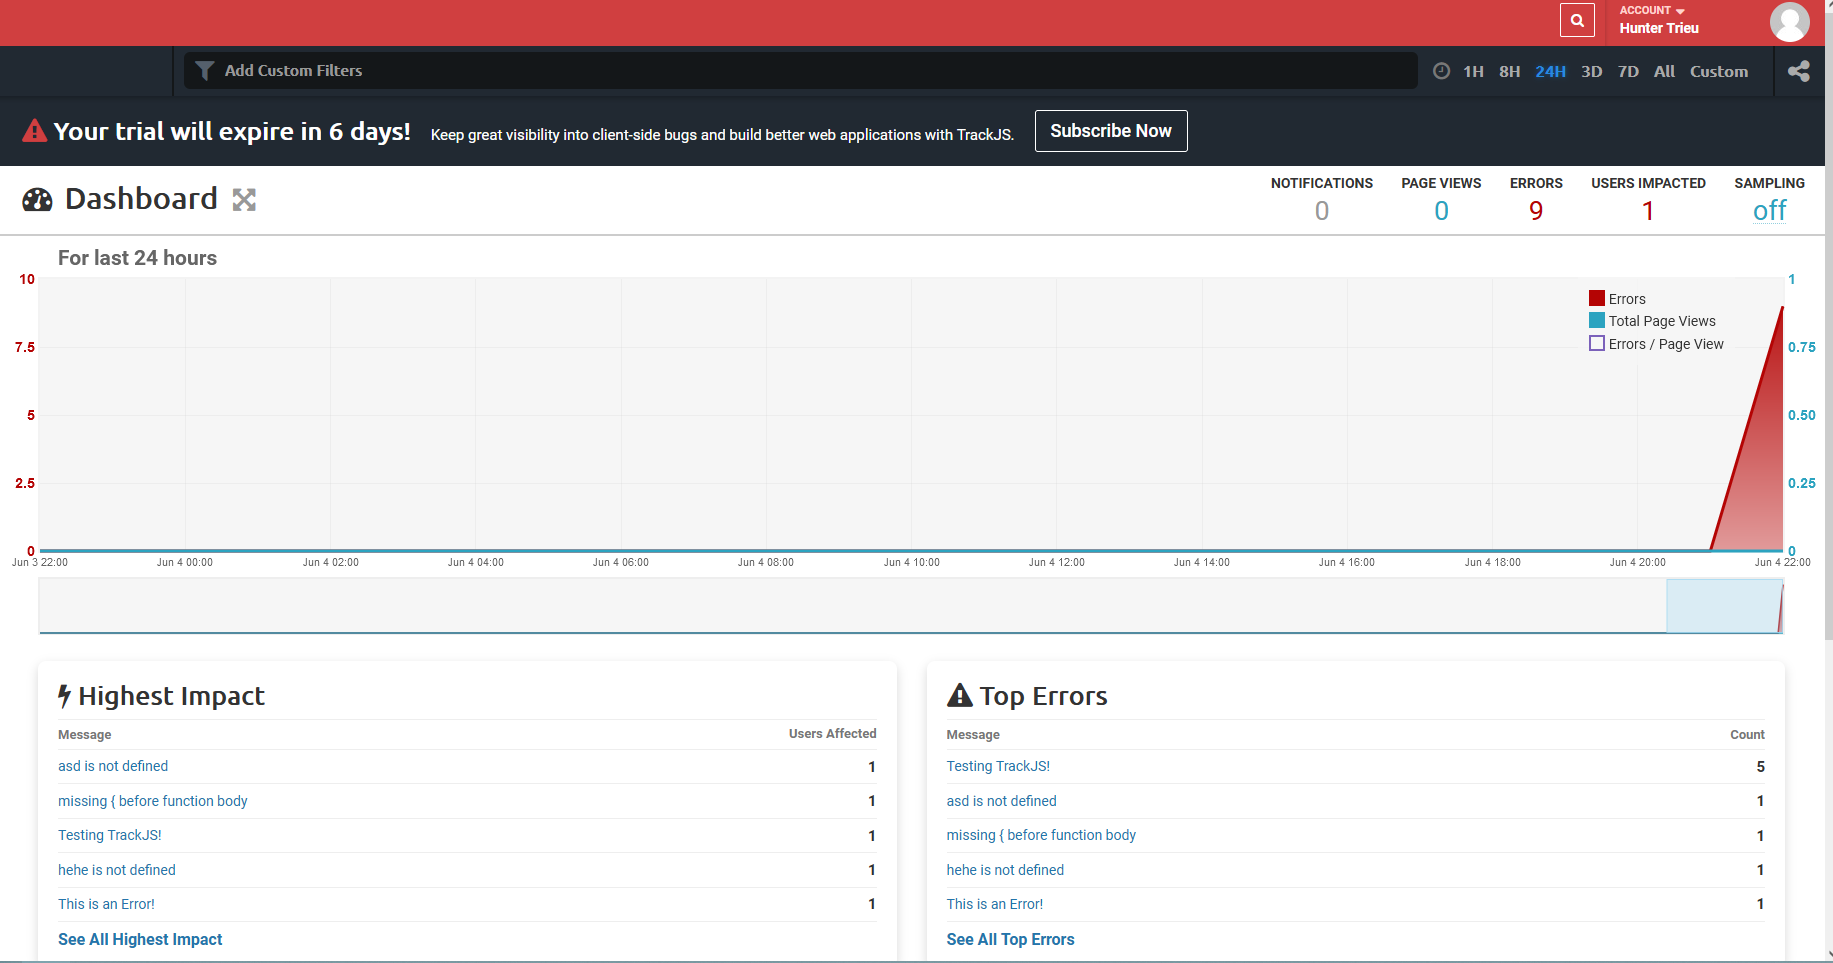 ACCOUNT
Hunter Trieu
Add Custom Filters
1H 8H 24H 3D 7D All Custom
Your trial will expire in 6 days! Keep great visibility into client-side bugs and build better web applications with TrackJS. Subscribe Now
Dashboard
NOTIFICATIONS PAGE VIEWS ERRORS USERS IMPACTED SAMPLING
0 0 9 1 off
For last 24 hours
10 1
Errors
Total Page Views
Errors / Page View
7.5 0.75
5 0.50
2.5 0.25
0 0
Jun 3 22:00 Jun 4 00:00 Jun 4 02:00 Jun 4 04:00 Jun 4 06:00 Jun 4 08:00 Jun 4 10:00 Jun 4 12:00 Jun 4 14:00 Jun 4 16:00 Jun 4 18:00 Jun 4 20:00 Jun 4 22:00
Highest Impact
Message Users Affected
asd is not defined 1
missing { before function body 1
Testing TrackJS! 1
hehe is not defined 1
This is an Error! 1
See All Highest Impact
Top Errors
Message Count
Testing TrackJS! 5
asd is not defined 1
missing { before function body 1
hehe is not defined 1
This is an Error! 1
See All Top Errors